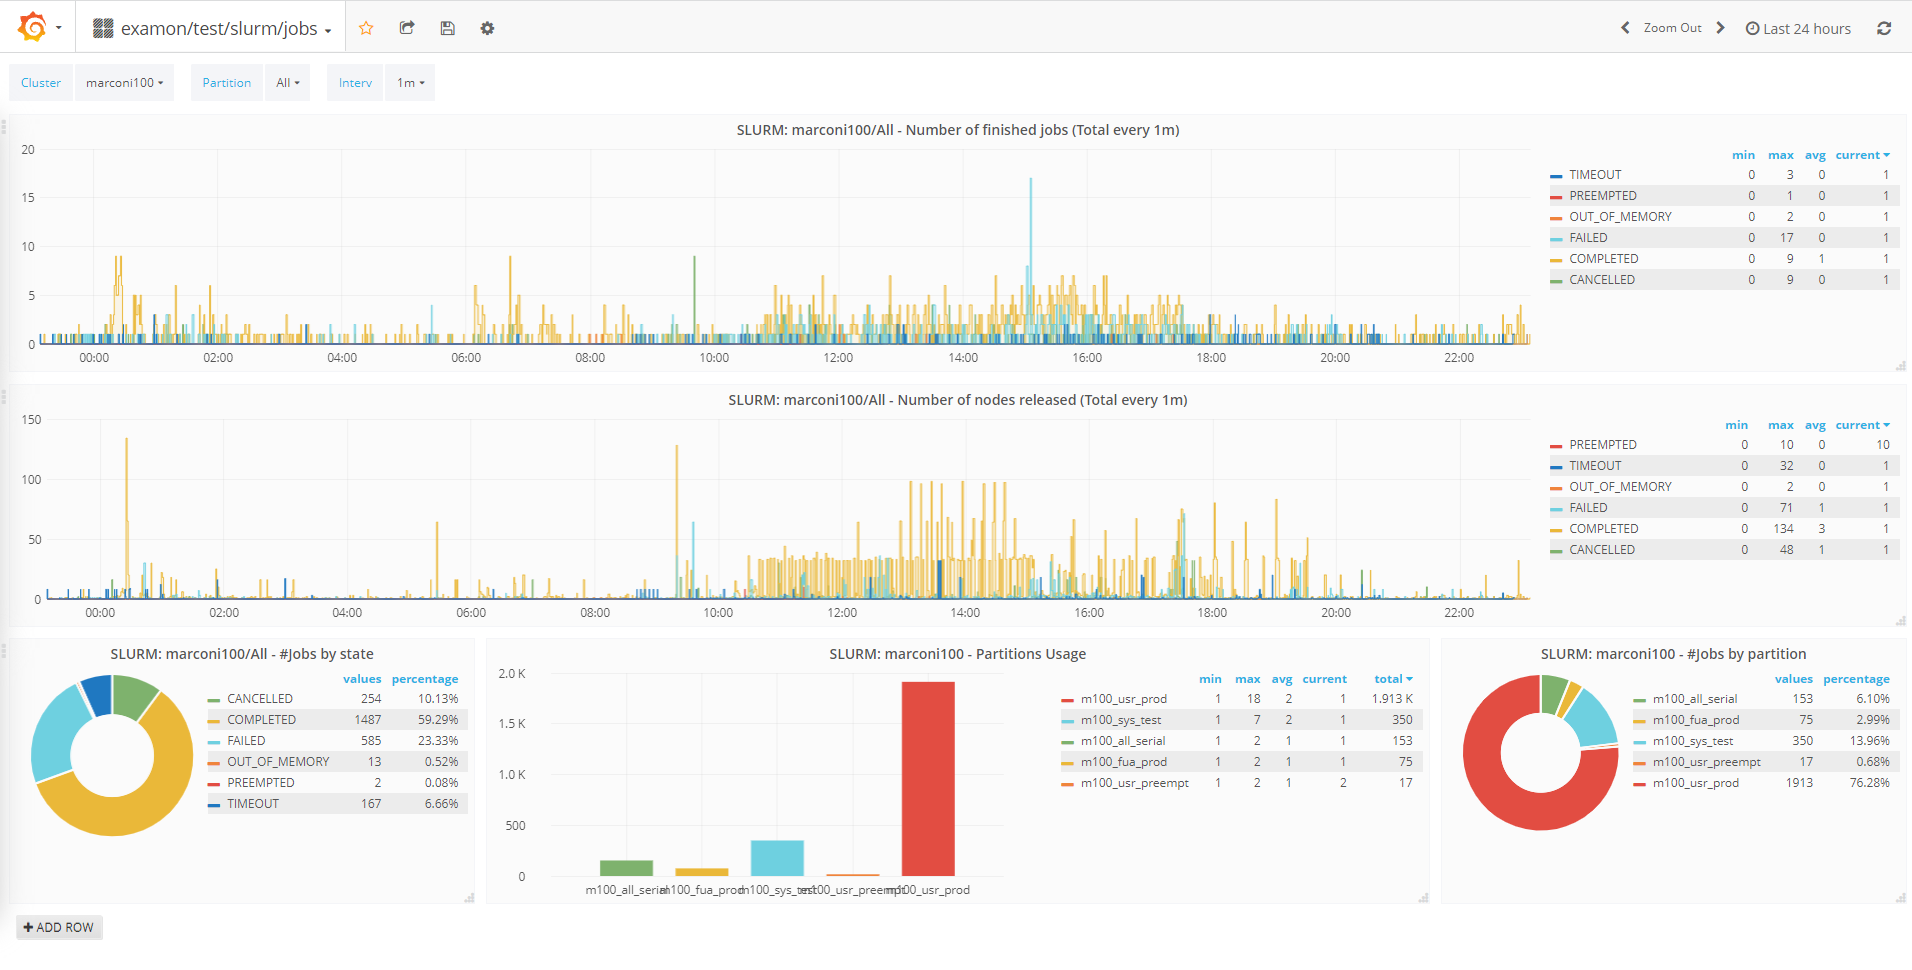 examon/test/slurm/jobs
Zoom Out
Last 24 hours
Cluster marconi100 Partition All Interv 1m
SLURM: marconi100/All - Number of finished jobs (Total every 1m)
20
15
10
5
0
00:00 02:00 04:00 06:00 08:00 10:00 12:00 14:00 16:00 18:00 20:00 22:00
min max avg current
TIMEOUT 0 3 0 1
PREEMPTED 0 1 0 1
OUT_OF_MEMORY 0 2 0 1
FAILED 0 17 0 1
COMPLETED 0 9 1 1
CANCELLED 0 9 0 1
SLURM: marconi100/All - Number of nodes released (Total every 1m)
150
100
50
0
00:00 02:00 04:00 06:00 08:00 10:00 12:00 14:00 16:00 18:00 20:00 22:00
min max avg current
PREEMPTED 0 10 0 10
TIMEOUT 0 32 0 1
OUT_OF_MEMORY 0 2 0 1
FAILED 0 71 1 1
COMPLETED 0 134 3 1
CANCELLED 0 48 1 1
SLURM: marconi100/All - #Jobs by state
values percentage
CANCELLED 254 10.13%
COMPLETED 1487 59.29%
FAILED 585 23.33%
OUT_OF_MEMORY 13 0.52%
PREEMPTED 2 0.08%
TIMEOUT 167 6.66%
SLURM: marconi100 - Partitions Usage
2.0 K
1.5 K
1.0 K
500
0
m100_all_serial m100_fua_prod m100_sys_test m100_usr_preempt m100_usr_prod
min max avg current total
m100_usr_prod 1 18 2 1 1.913 K
m100_sys_test 1 7 2 1 350
m100_all_serial 1 2 1 1 153
m100_fua_prod 1 2 1 1 75
m100_usr_preempt 1 2 1 2 17
SLURM: marconi100 - #Jobs by partition
values percentage
m100_all_serial 153 6.10%
m100_fua_prod 75 2.99%
m100_sys_test 350 13.96%
m100_usr_preempt 17 0.68%
m100_usr_prod 1913 76.28%
ADD ROW